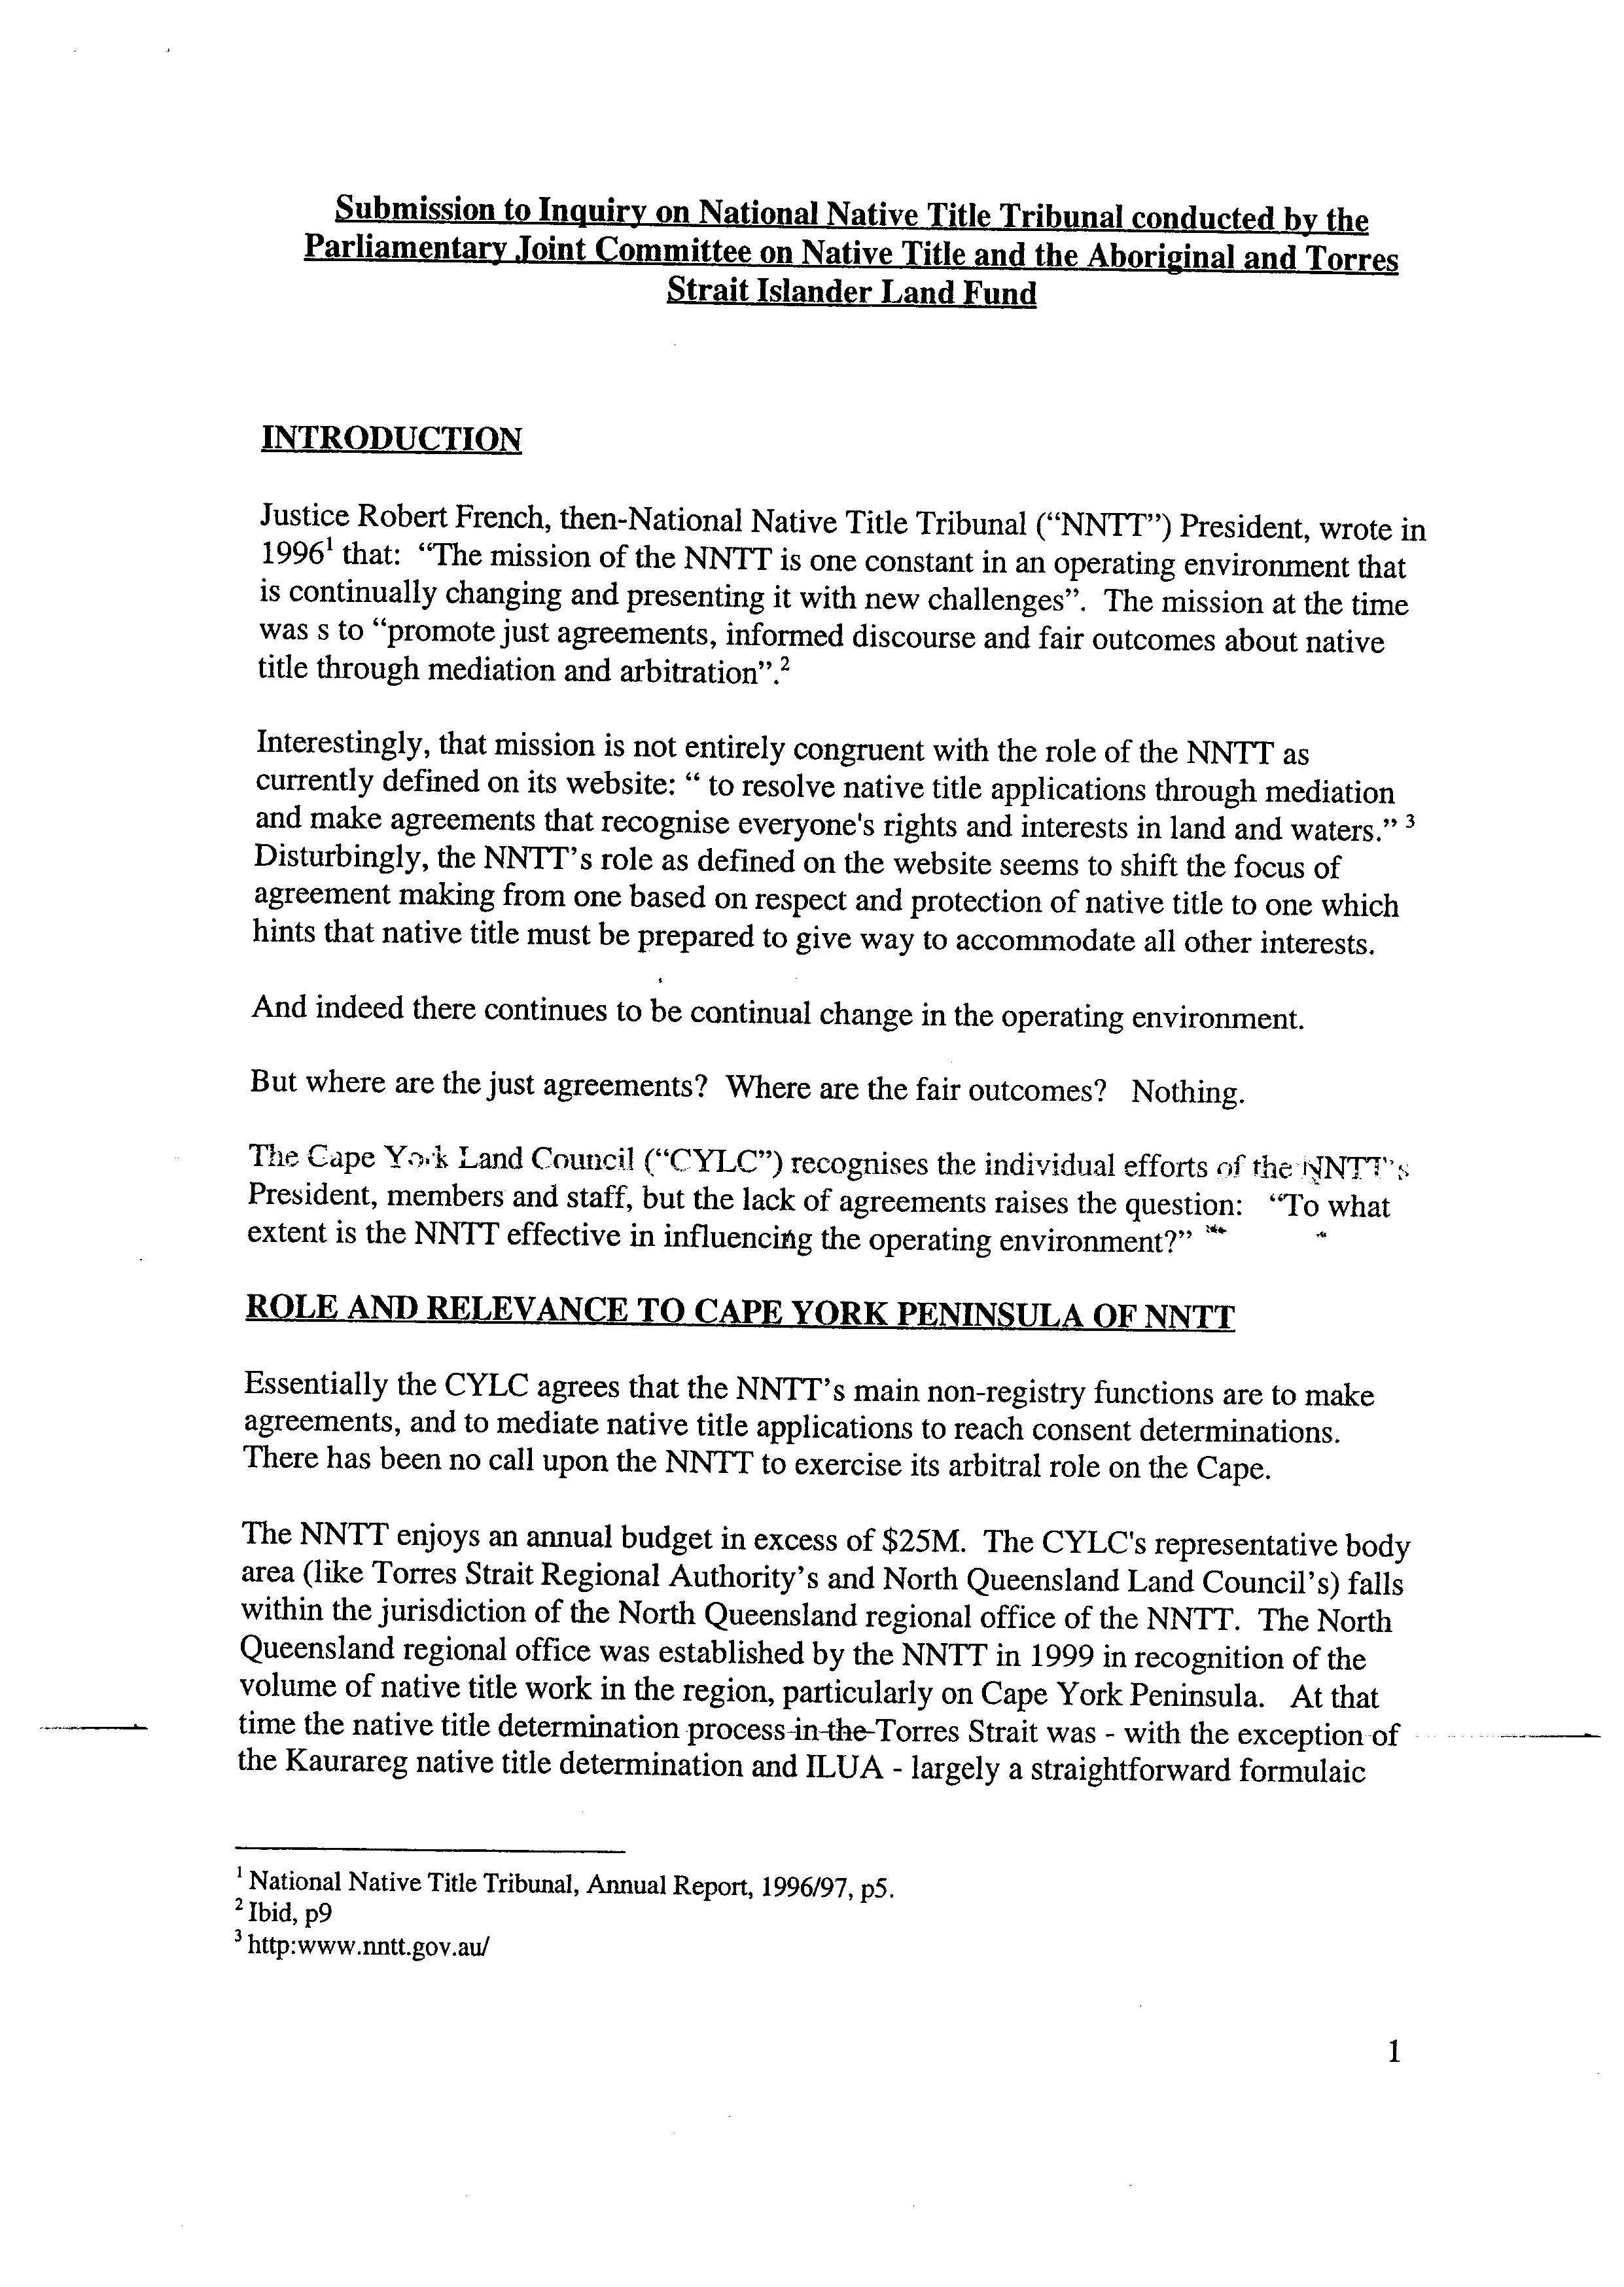 Submission to Inquiry on National Native Title Tribunal conducted by the
Parliamentary Joint Committee on Native Title and the Aboriginal and Torres
Strait Islander Land Fund
INTRODUCTION
Justice Robert French, then-National Native Title Tribunal (“NNTT”) President, wrote in
1996¹ that: “The mission of the NNTT is one constant in an operating environment that
is continually changing and presenting it with new challenges”. The mission at the time
was s to “promote just agreements, informed discourse and fair outcomes about native
title through mediation and arbitration”.²
Interestingly, that mission is not entirely congruent with the role of the NNTT as
currently defined on its website: “ to resolve native title applications through mediation
and make agreements that recognise everyone's rights and interests in land and waters.” ³
Disturbingly, the NNTT’s role as defined on the website seems to shift the focus of
agreement making from one based on respect and protection of native title to one which
hints that native title must be prepared to give way to accommodate all other interests.
And indeed there continues to be continual change in the operating environment.
But where are the just agreements? Where are the fair outcomes? Nothing.
The Cape York Land Council (“CYLC”) recognises the individual efforts of the NNTT’s
President, members and staff, but the lack of agreements raises the question: “To what
extent is the NNTT effective in influencing the operating environment?”
ROLE AND RELEVANCE TO CAPE YORK PENINSULA OF NNTT
Essentially the CYLC agrees that the NNTT’s main non-registry functions are to make
agreements, and to mediate native title applications to reach consent determinations.
There has been no call upon the NNTT to exercise its arbitral role on the Cape.
The NNTT enjoys an annual budget in excess of $25M. The CYLC's representative body
area (like Torres Strait Regional Authority’s and North Queensland Land Council’s) falls
within the jurisdiction of the North Queensland regional office of the NNTT. The North
Queensland regional office was established by the NNTT in 1999 in recognition of the
volume of native title work in the region, particularly on Cape York Peninsula. At that
time the native title determination process in the Torres Strait was - with the exception of
the Kaurareg native title determination and ILUA - largely a straightforward formulaic
¹ National Native Title Tribunal, Annual Report, 1996/97, p5.
² Ibid, p9
³ http:www.nntt.gov.au/
1